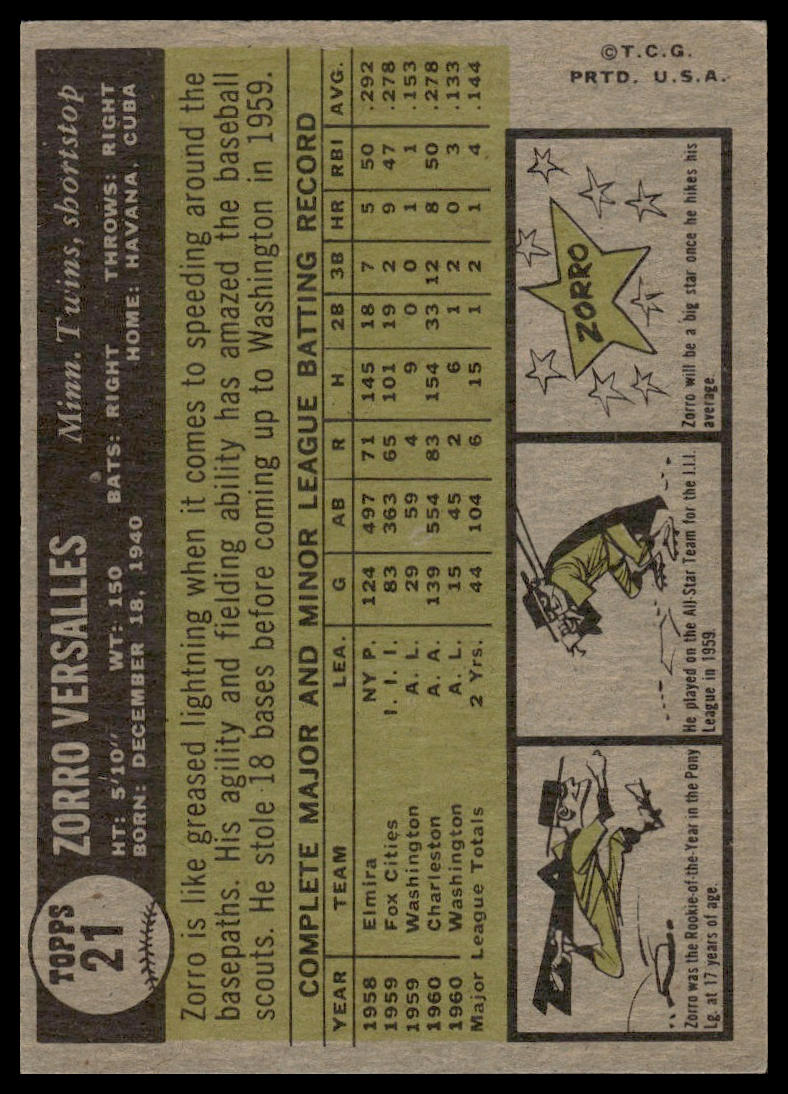 TOPPS
21
ZORRO VERSALLES
Minn. Twins, shortstop
HT: 5'10" WT: 150 BATS: RIGHT THROWS: RIGHT
BORN: DECEMBER 18, 1940 HOME: HAVANA, CUBA
Zorro is like greased lightning when it comes to speeding around the
basepaths. His agility and fielding ability has amazed the baseball
scouts. He stole 18 bases before coming up to Washington in 1959.
COMPLETE MAJOR AND MINOR LEAGUE BATTING RECORD
YEAR TEAM LEA. G AB R H 2B 3B HR RBI AVG.
1958 Elmira NY P. 124 497 71 145 18 7 5 50 .292
1959 Fox Cities I. I. I. 83 363 65 101 19 2 9 47 .278
1959 Washington A. L. 29 59 4 9 0 0 1 1 .153
1960 Charleston A. A. 139 554 83 154 33 12 8 50 .278
1960 Washington A. L. 15 45 2 6 1 2 0 3 .133
Major League Totals 2 Yrs. 44 104 6 15 1 2 1 4 .144
Zorro was the Rookie-of-the-Year in the Pony
Lg. at 17 years of age.
He played on the All-Star Team for the I.I.I.
League in 1959.
ZORRO
Zorro will be a big star once he hikes his
average.
©T.C.G.
PRTD. U.S.A.